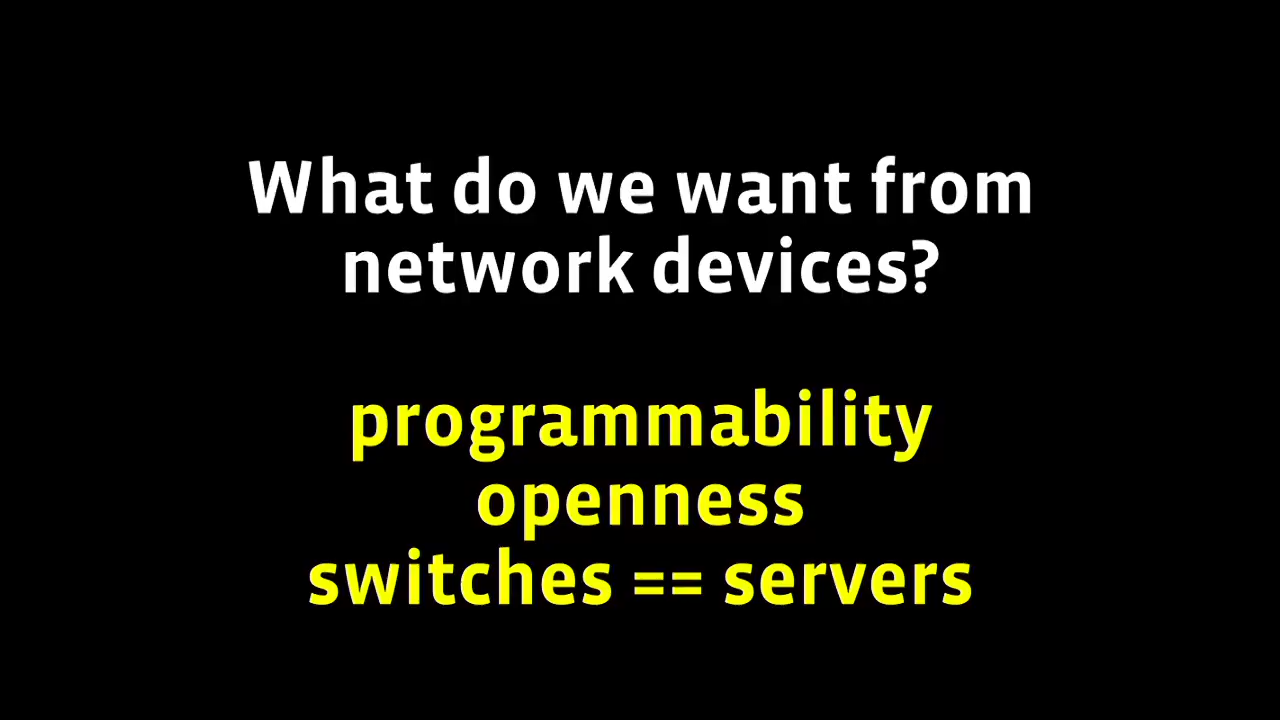 What do we want from
network devices?
programmability
openness
switches == servers